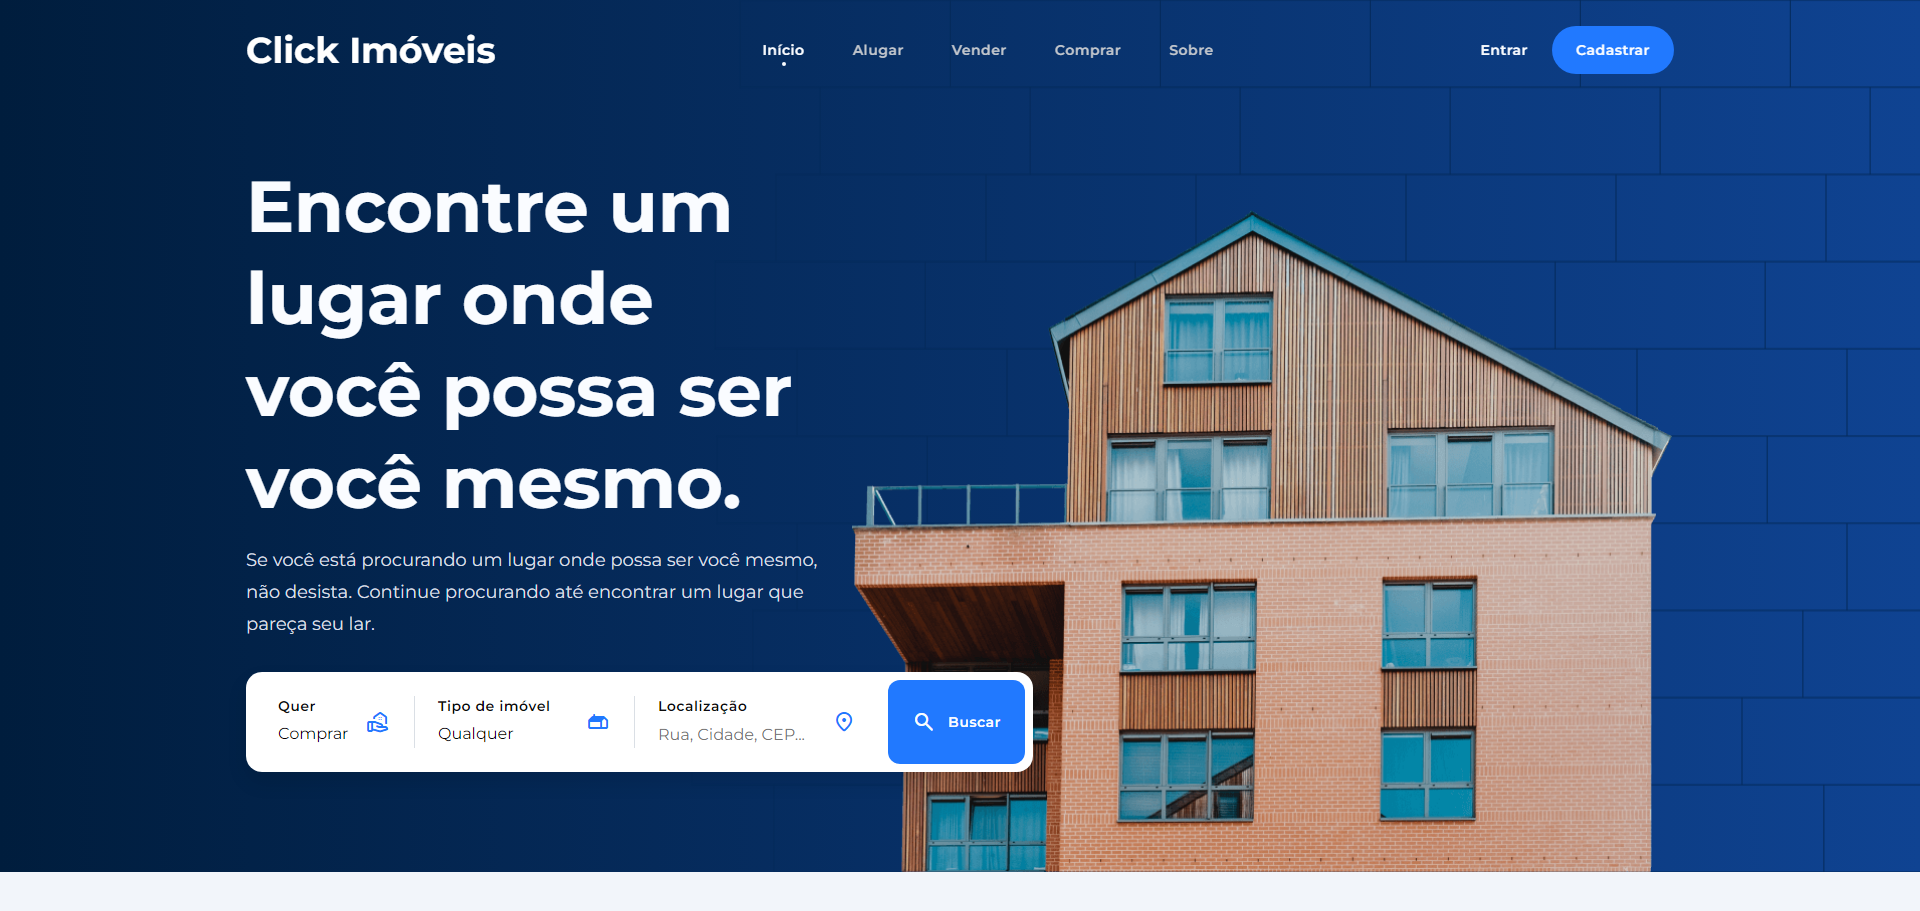 Click Imóveis
Início
Alugar
Vender
Comprar
Sobre
Entrar
Cadastrar
Encontre um
lugar onde
você possa ser
você mesmo.
Se você está procurando um lugar onde possa ser você mesmo,
não desista. Continue procurando até encontrar um lugar que
pareça seu lar.
Quer
Comprar
Tipo de imóvel
Qualquer
Localização
Rua, Cidade, CEP...
Buscar